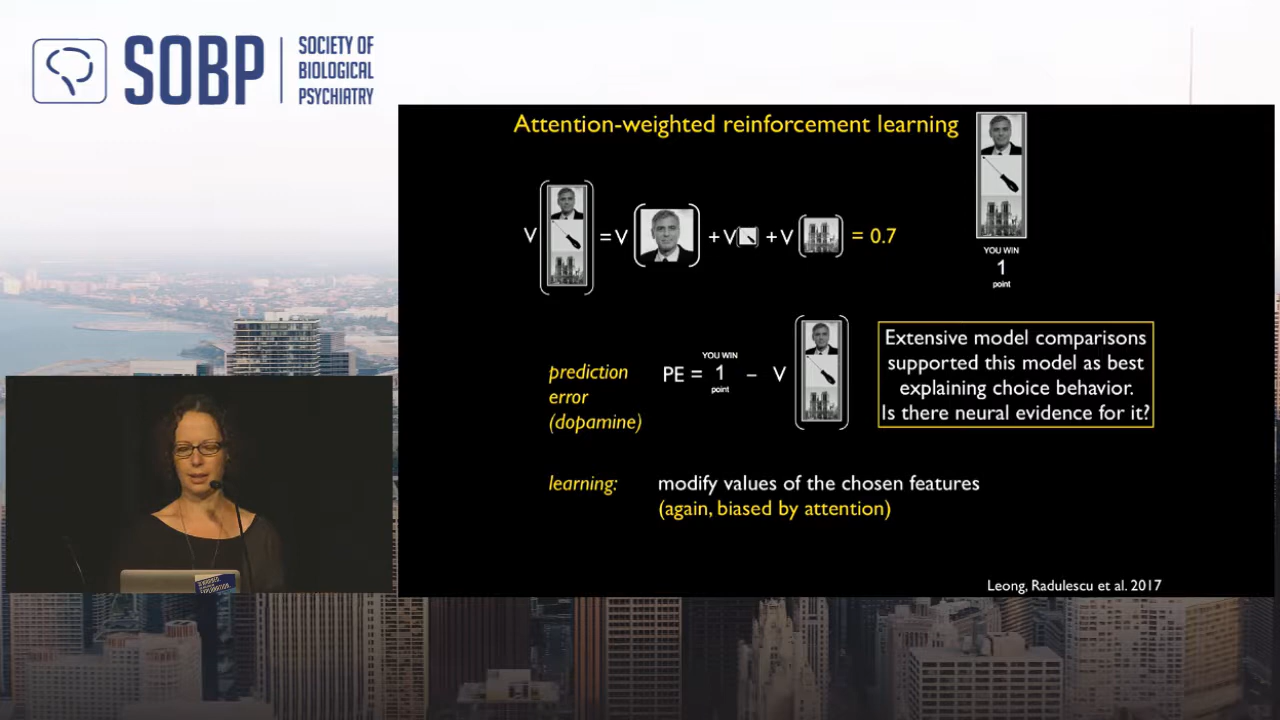 SOBP
SOCIETY OF
BIOLOGICAL
PSYCHIATRY
Attention-weighted reinforcement learning
V = V + V + V = 0.7
YOU WIN
1
point
prediction
error
(dopamine)
PE = YOU WIN 1 point – V
Extensive model comparisons
supported this model as best
explaining choice behavior.
Is there neural evidence for it?
learning: modify values of the chosen features
(again, biased by attention)
Leong, Radulescu et al. 2017